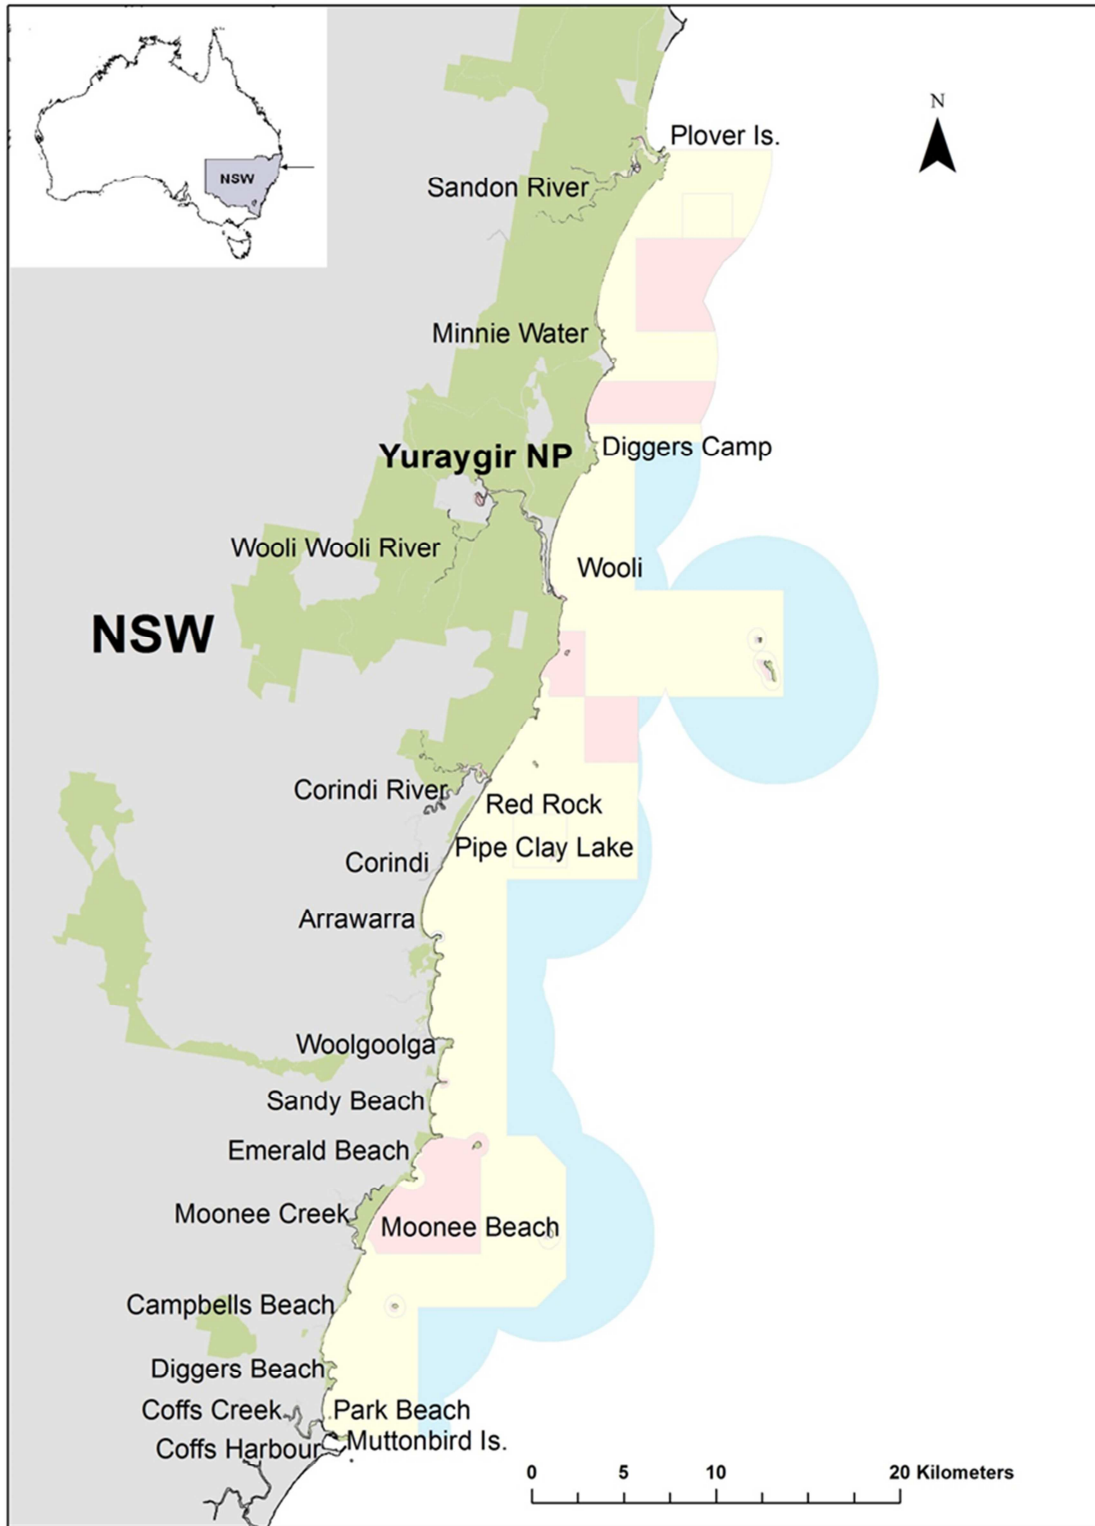 N
Plover Is.
NSW
Sandon River
Minnie Water
Diggers Camp
Yuraygir NP
Wooli Wooli River
Wooli
NSW
Corindi River
Red Rock
Pipe Clay Lake
Corindi
Arrawarra
Woolgoolga
Sandy Beach
Emerald Beach
Moonee Creek
Moonee Beach
Campbells Beach
Diggers Beach
Coffs Creek
Park Beach
Muttonbird Is.
Coffs Harbour
0 5 10 20 Kilometers